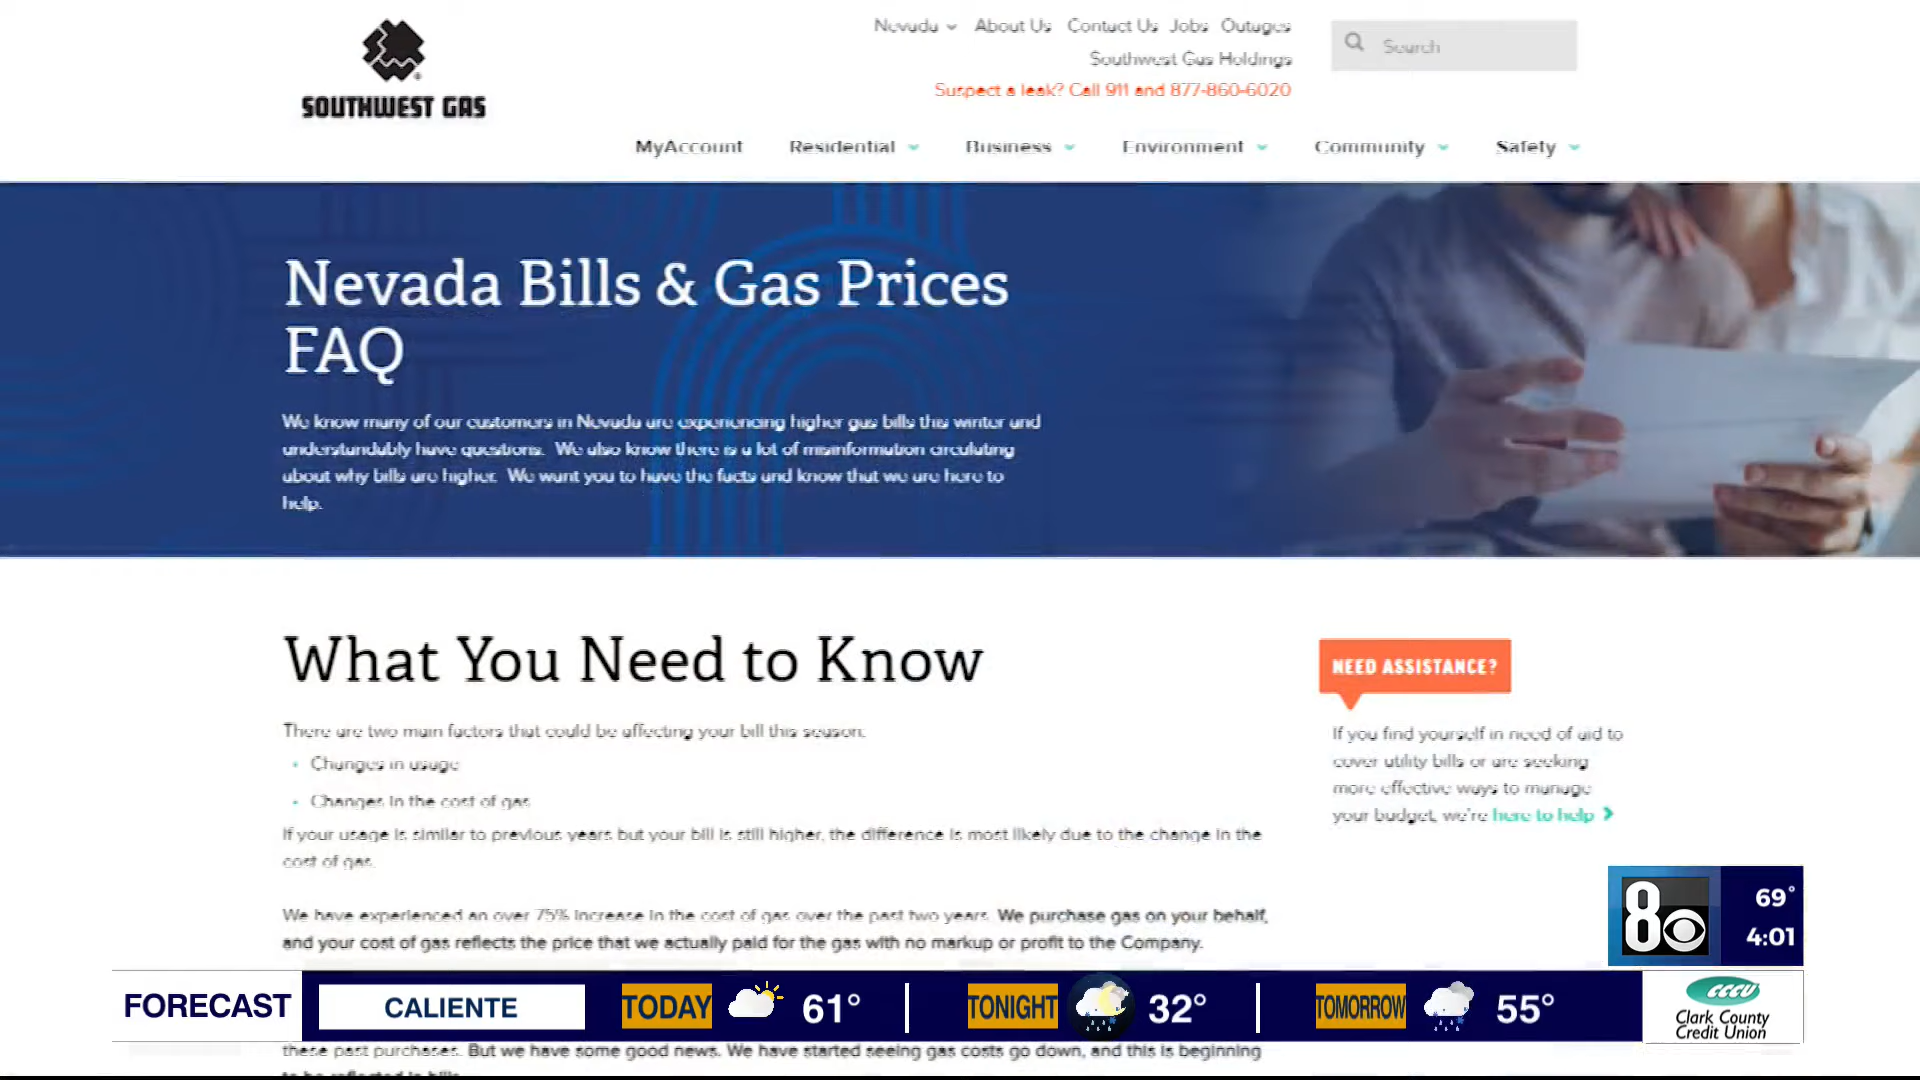 SOUTHWEST GAS
Nevada About Us Contact Us Jobs Outages
Southwest Gas Holdings
Suspect a leak? Call 911 and 877-860-6020
Search
MyAccount Residential Business Environment Community Safety
Nevada Bills & Gas Prices
FAQ
We know many of our customers in Nevada are experiencing higher gas bills this winter and
understandably have questions. We also know there is a lot of misinformation circulating
about why bills are higher. We want you to have the facts and know that we are here to
help.
What You Need to Know
There are two main factors that could be affecting your bill this season:
• Changes in usage
• Changes in the cost of gas
If your usage is similar to previous years but your bill is still higher, the difference is most likely due to the change in the
cost of gas.
We have experienced an over 75% increase in the cost of gas over the past two years. We purchase gas on your behalf,
and your cost of gas reflects the price that we actually paid for the gas with no markup or profit to the Company.
NEED ASSISTANCE?
If you find yourself in need of aid to
cover utility bills or are seeking
more effective ways to manage
your budget, we're here to help
8
69°
4:01
FORECAST CALIENTE TODAY 61° TONIGHT 32° TOMORROW 55°
CCCU
Clark County
Credit Union
these past purchases. But we have some good news. We have started seeing gas costs go down, and this is beginning